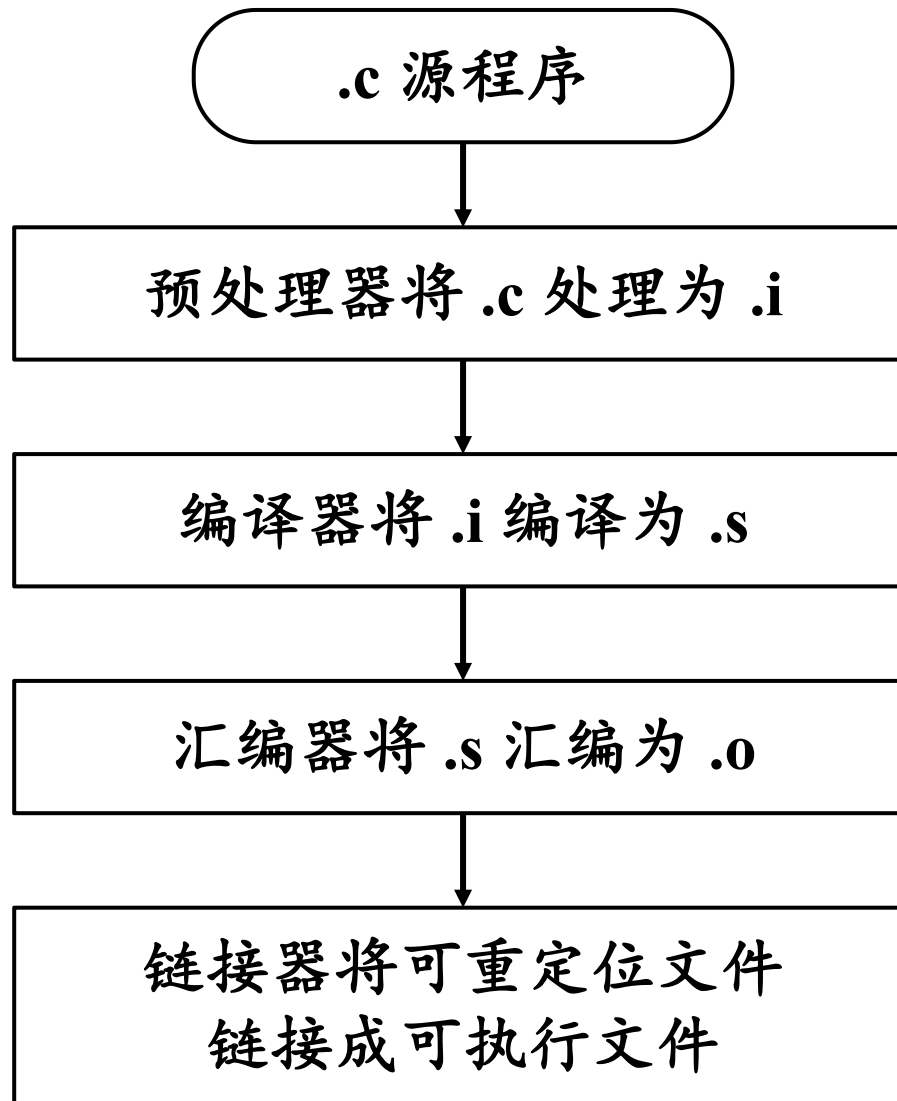 .c 源程序
预处理器将 .c 处理为 .i
编译器将 .i 编译为 .s
汇编器将 .s 汇编为 .o
链接器将可重定位文件
链接成可执行文件